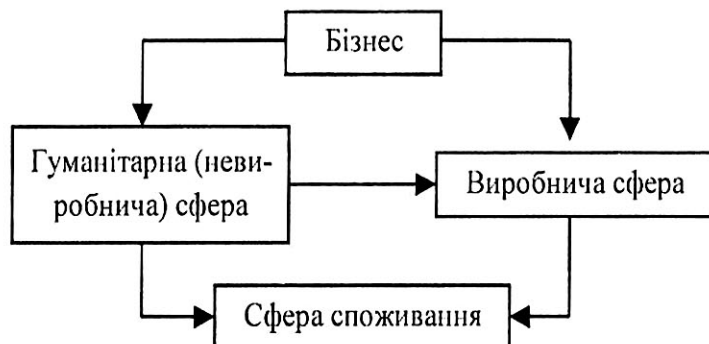 Бізнес
Гуманітарна (неви-
робнича) сфера
Виробнича сфера
Сфера споживання